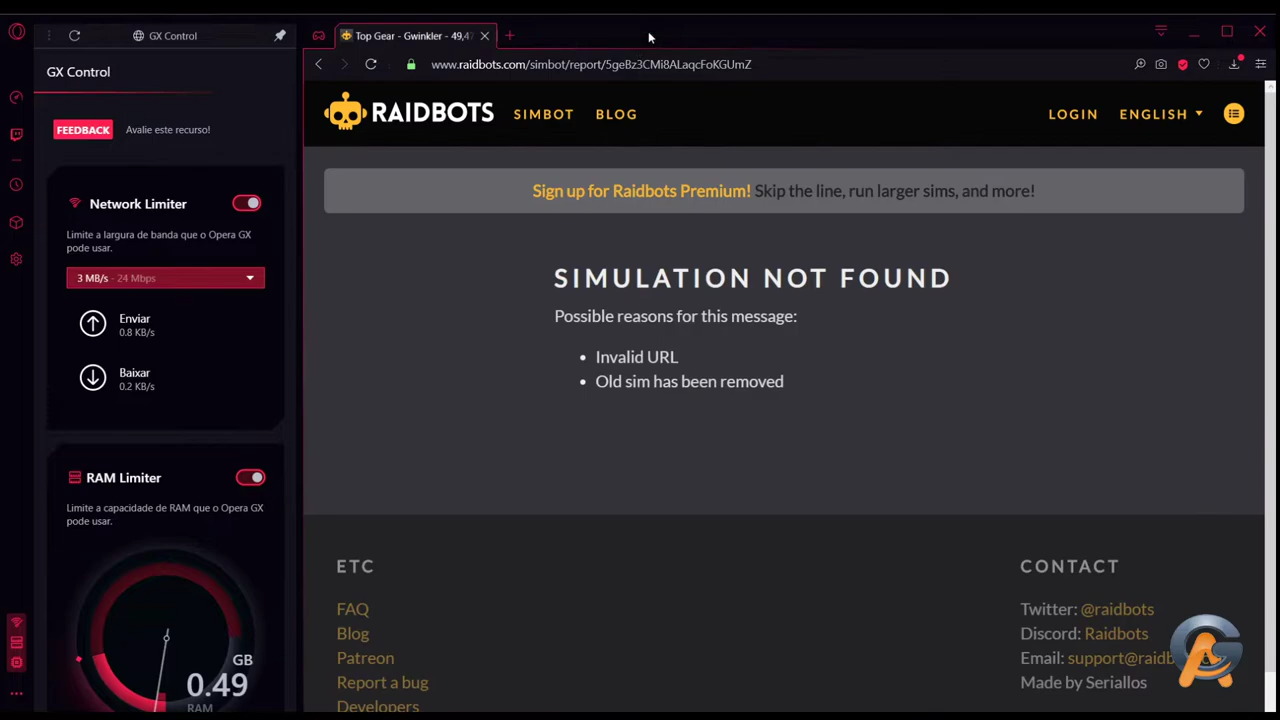 GX Control
Top Gear - Gwinkler - 49,4
www.raidbots.com/simbot/report/5geBz3CMi8ALaqcFoKGUmZ
GX Control
FEEDBACK
Avalie este recurso!
Network Limiter
Limite a largura de banda que o Opera GX
pode usar.
3 MB/s - 24 Mbps
Enviar
0.8 KB/s
Baixar
0.2 KB/s
RAM Limiter
Limite a capacidade de RAM que o Opera GX
pode usar.
GB
0.49
RAM
RAIDBOTS
SIMBOT
BLOG
LOGIN
ENGLISH
Sign up for Raidbots Premium! Skip the line, run larger sims, and more!
SIMULATION NOT FOUND
Possible reasons for this message:
• Invalid URL
• Old sim has been removed
ETC
FAQ
Blog
Patreon
Report a bug
Developers
CONTACT
Twitter: @raidbots
Discord: Raidbots
Email: support@raidb
Made by Seriallos